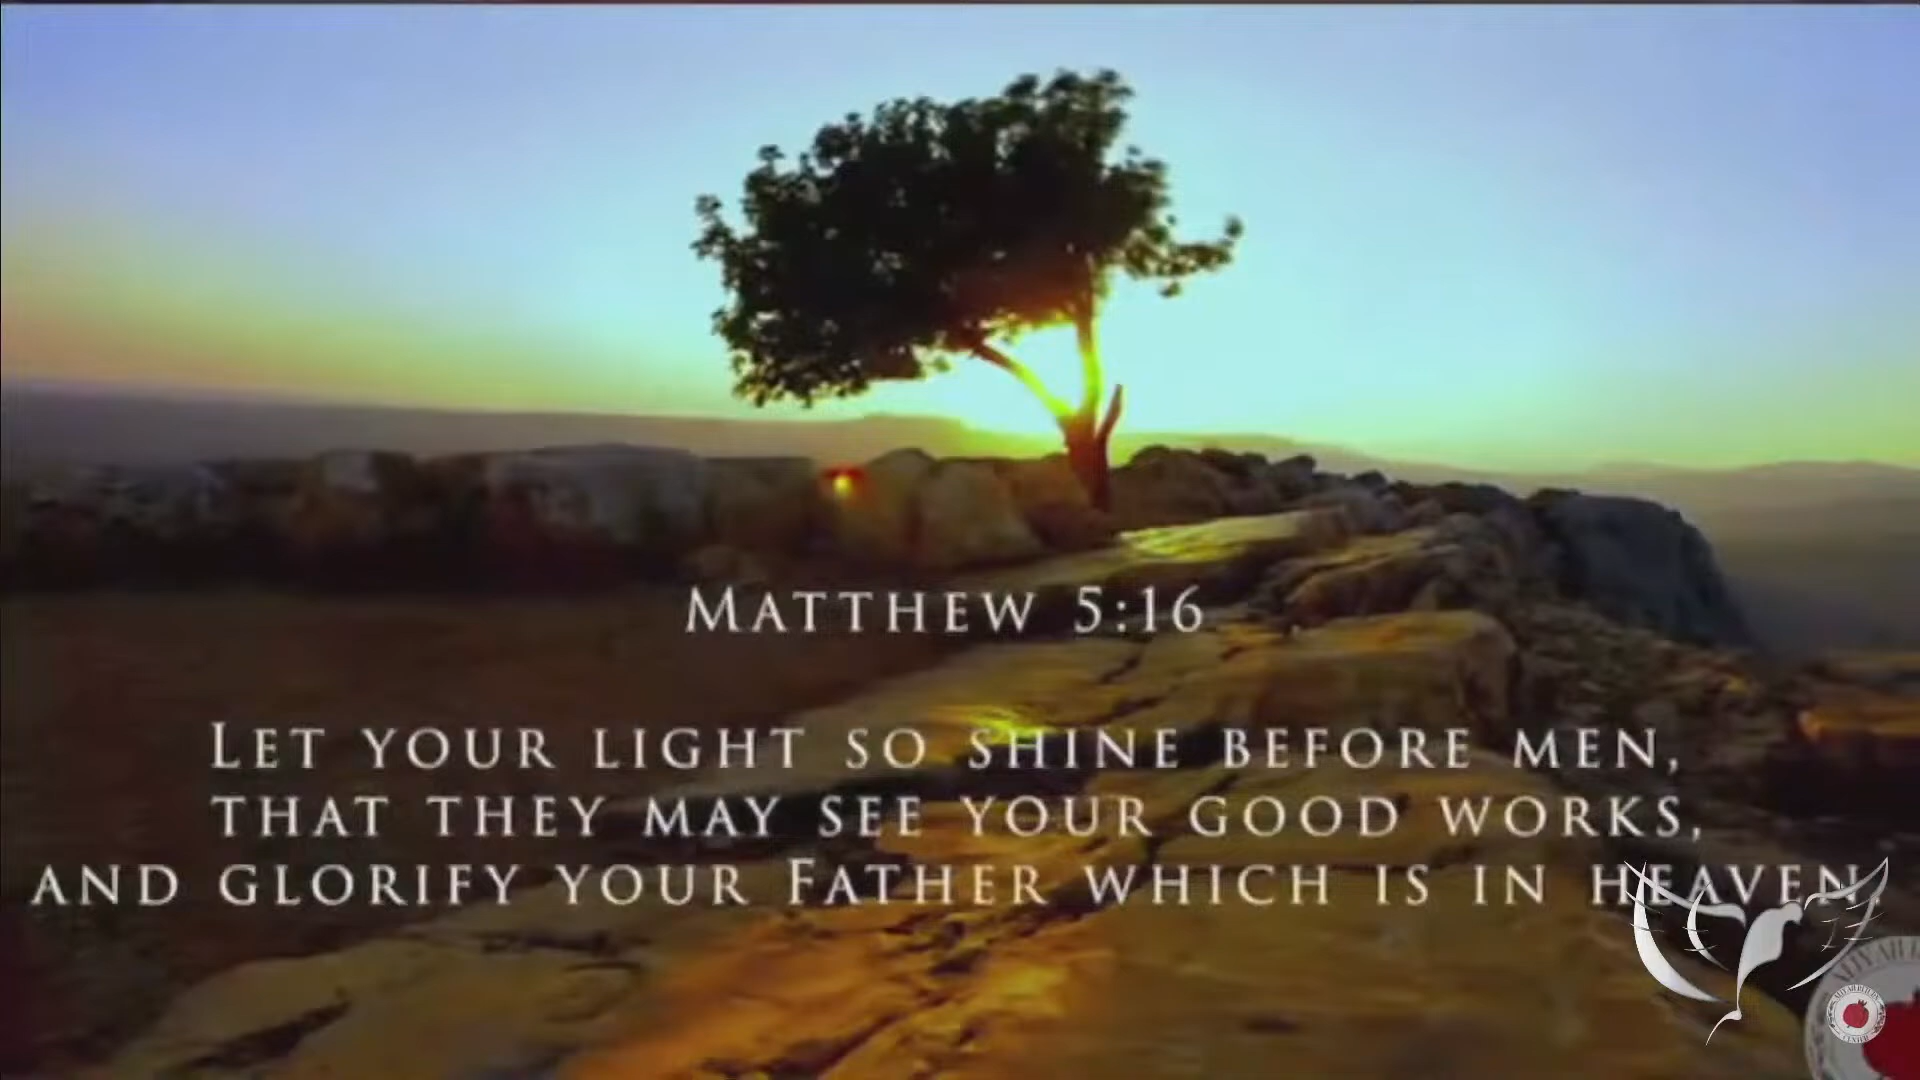 Matthew 5:16
Let your light so shine before men,
that they may see your good works,
and glorify your Father which is in heaven.